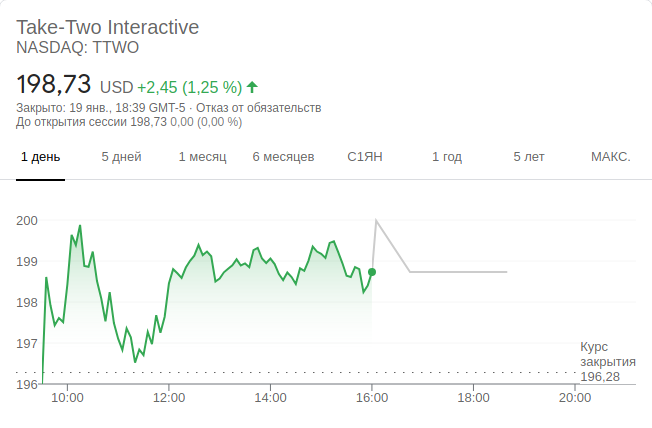 Take-Two Interactive
NASDAQ: TTWO
198,73 USD +2,45 (1,25 %)
Закрыто: 19 янв., 18:39 GMT-5 · Отказ от обязательств
До открытия сессии 198,73 0,00 (0,00 %)
1 день 5 дней 1 месяц 6 месяцев С1ЯН 1 год 5 лет МАКС.
200
199
198
197
196
Курс
закрытия
196,28
10:00 12:00 14:00 16:00 18:00 20:00